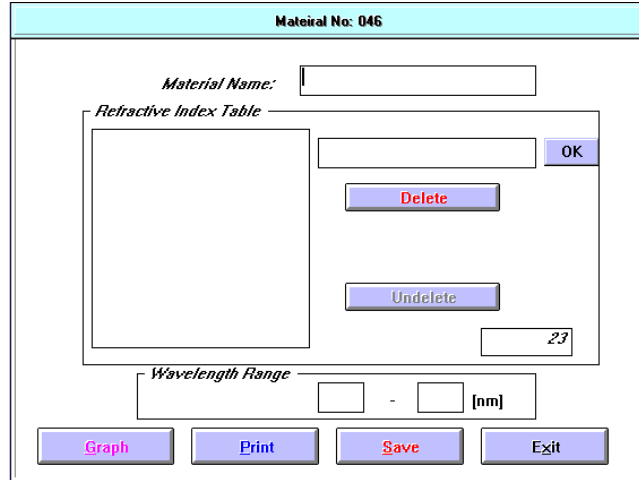 Mateiral No: 046
Material Name:
Refractive Index Table
OK
Delete
Undelete
23
Wavelength Range
- [nm]
Graph Print Save Exit